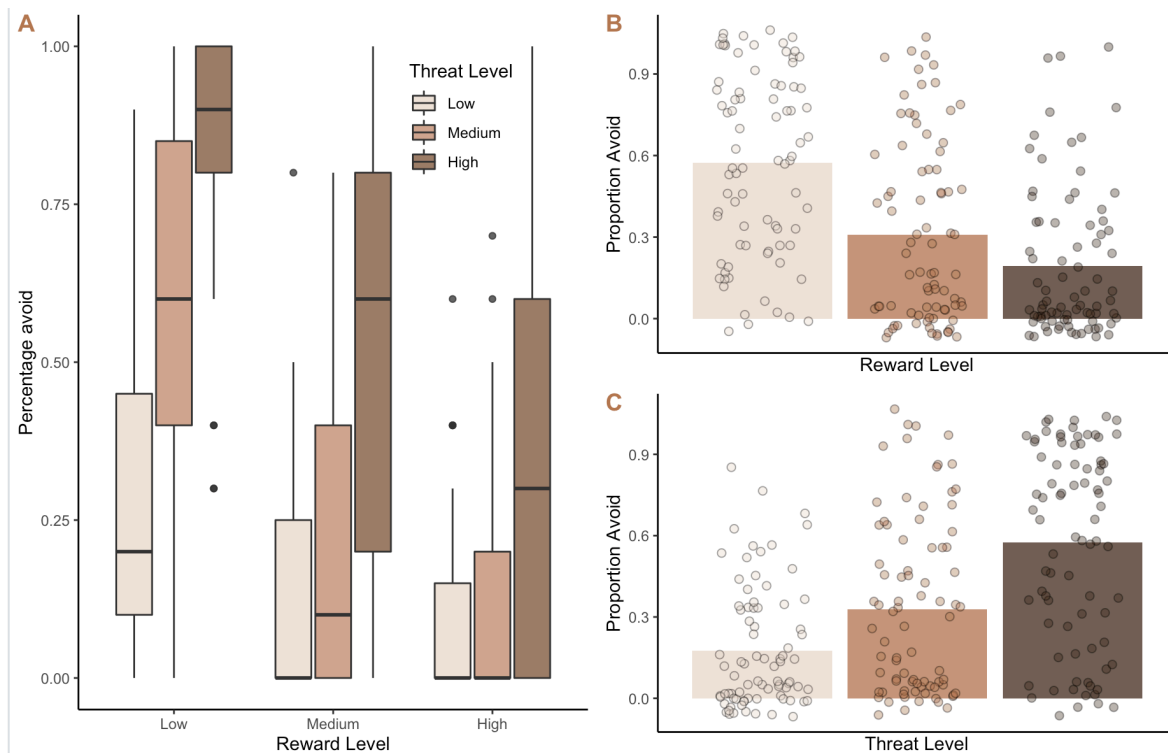 A
Percentage avoid
1.00
0.75
0.50
0.25
0.00
Threat Level
Low
Medium
High
Low
Medium
High
Reward Level
B
Proportion Avoid
0.9
0.6
0.3
0.0
Reward Level
C
Proportion Avoid
0.9
0.6
0.3
0.0
Threat Level